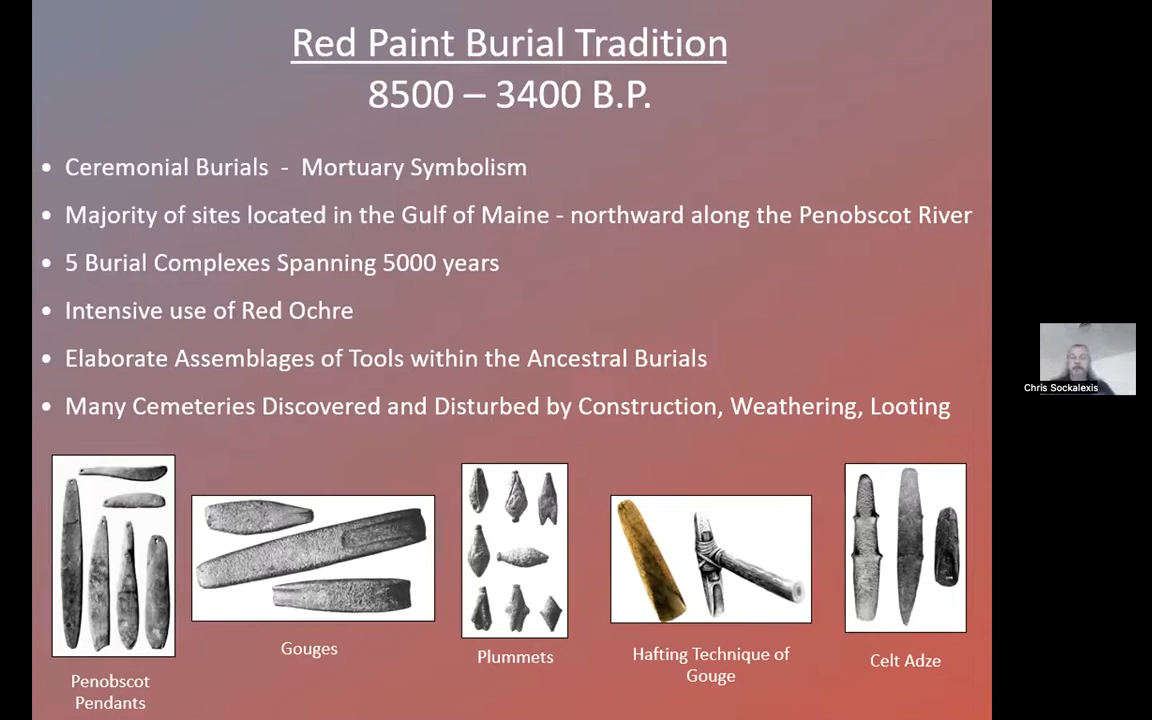 Red Paint Burial Tradition
8500 – 3400 B.P.
• Ceremonial Burials - Mortuary Symbolism
• Majority of sites located in the Gulf of Maine - northward along the Penobscot River
• 5 Burial Complexes Spanning 5000 years
• Intensive use of Red Ochre
• Elaborate Assemblages of Tools within the Ancestral Burials
• Many Cemeteries Discovered and Disturbed by Construction, Weathering, Looting
Penobscot
Pendants
Gouges
Plummets
Hafting Technique of
Gouge
Celt Adze
Chris Sockalexis